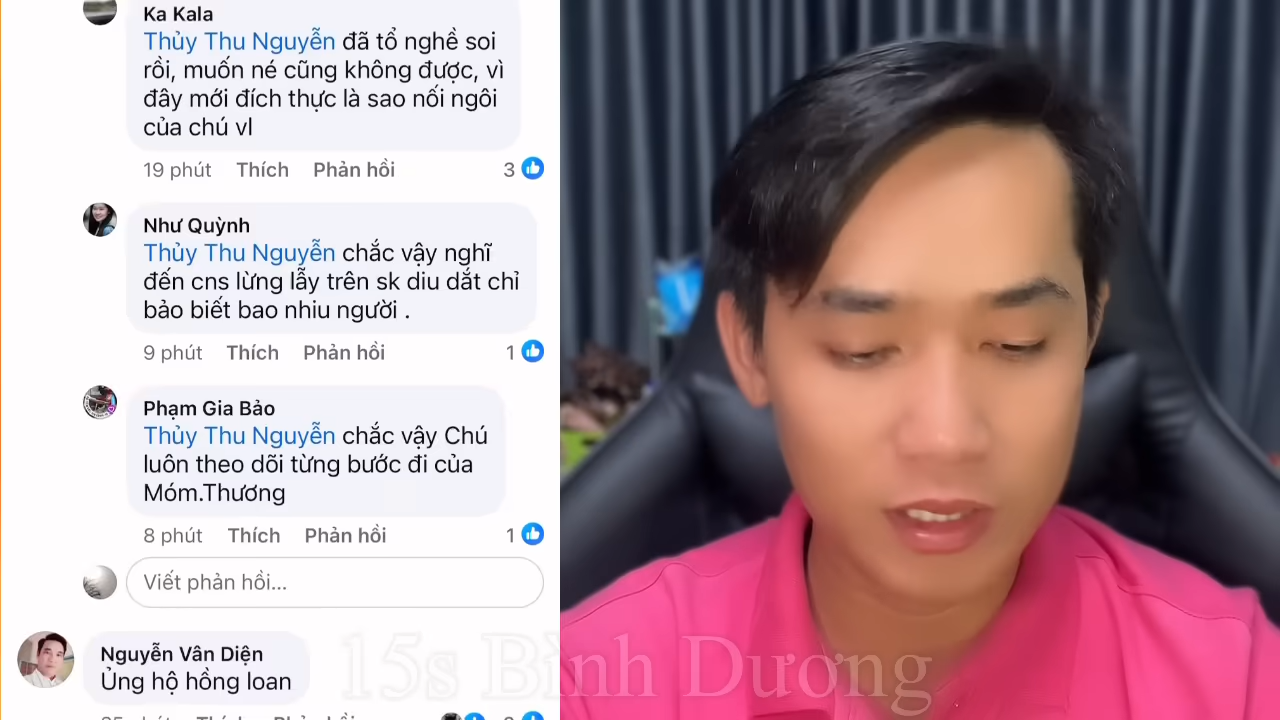 Ka Kala
Thủy Thu Nguyễn đã tổ nghề soi
rồi, muốn né cũng không được, vì
đây mới đích thực là sao nối ngôi
của chú vl
19 phút Thích Phản hồi 3
Như Quỳnh
Thủy Thu Nguyễn chắc vậy nghĩ
đến cns lừng lẫy trên sk diu dắt chỉ
bảo biết bao nhiu người .
9 phút Thích Phản hồi 1
Phạm Gia Bảo
Thủy Thu Nguyễn chắc vậy Chú
luôn theo dõi từng bước đi của
Móm.Thương
8 phút Thích Phản hồi 1
Viết phản hồi...
Nguyễn Vân Diện
Ủng hộ hồng loan
15s Bình Dương